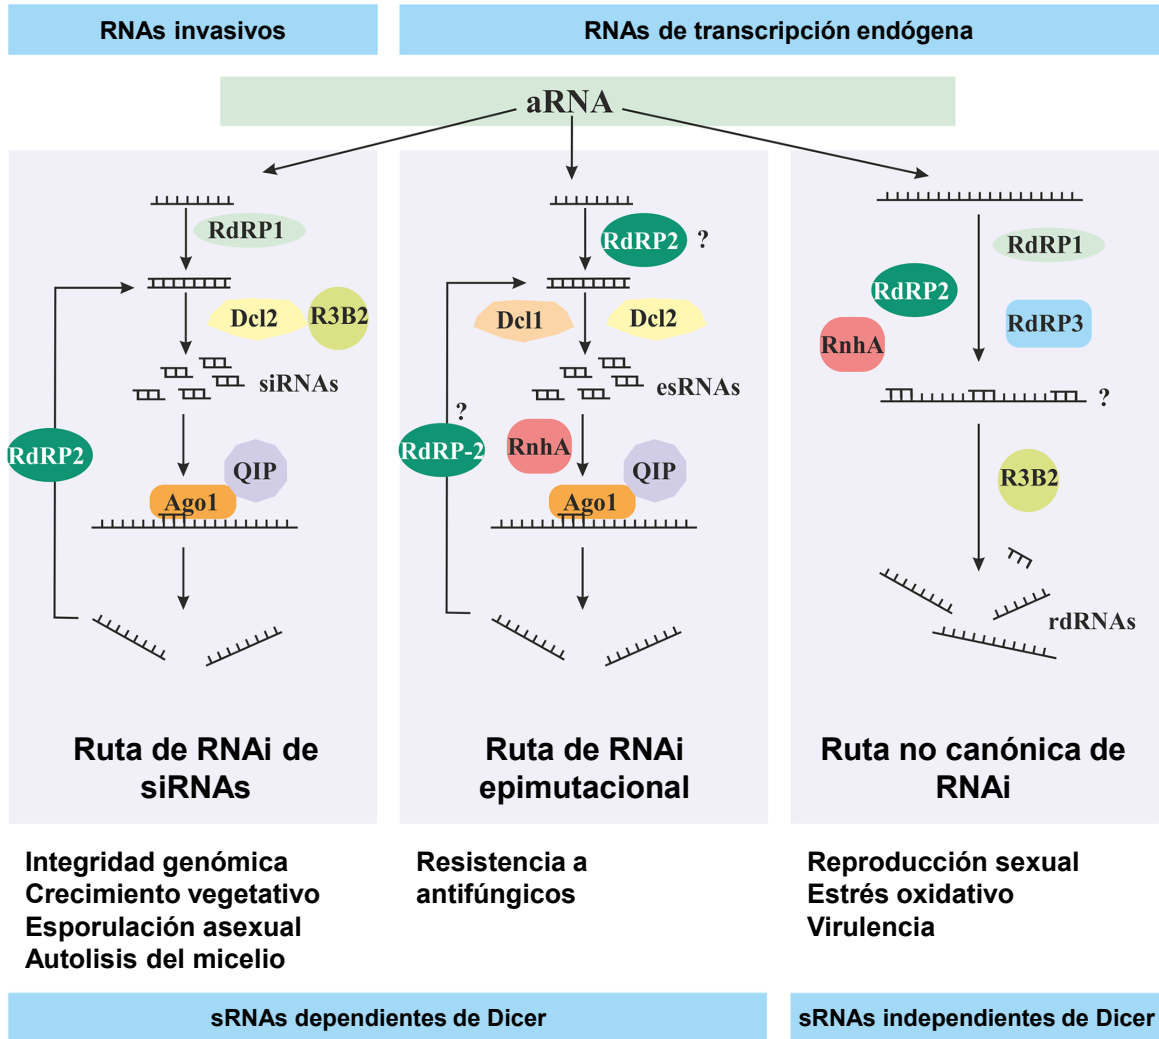 RNAs invasivos
RNAs de transcripción endógena
aRNA
RdRP1
Dcl2
R3B2
siRNAs
RdRP2
QIP
Ago1
Ruta de RNAi de
siRNAs
RdRP2
?
Dcl1
Dcl2
esRNAs
?
RdRP-2
RnhA
QIP
Ago1
Ruta de RNAi
epimutacional
RdRP1
RdRP2
RdRP3
RnhA
?
R3B2
rdRNAs
Ruta no canónica de
RNAi
Integridad genómica
Crecimiento vegetativo
Esporulación asexual
Autolisis del micelio
Resistencia a
antifúngicos
Reproducción sexual
Estrés oxidativo
Virulencia
sRNAs dependientes de Dicer
sRNAs independientes de Dicer